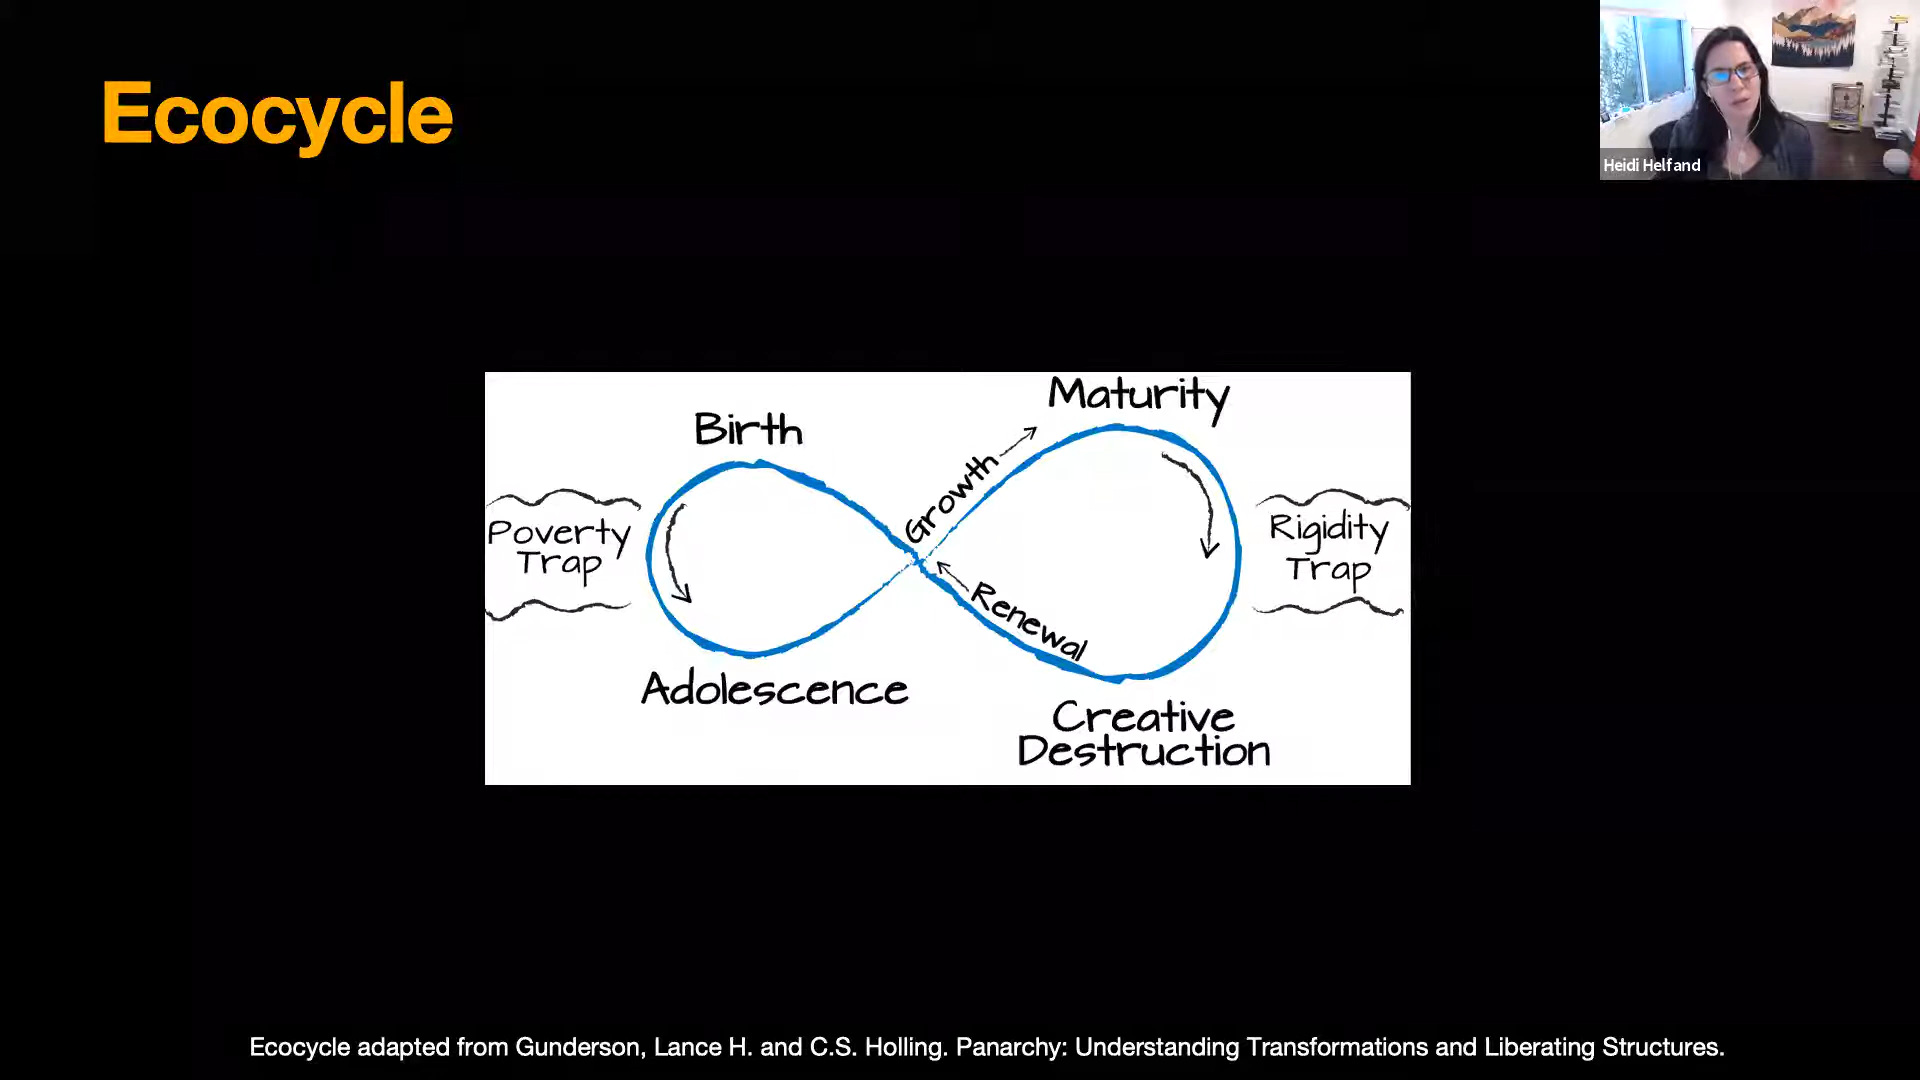 Ecocycle
Heidi Helfand
Maturity
Birth
Growth
Poverty
Trap
Rigidity
Trap
Renewal
Adolescence
Creative
Destruction
Ecocycle adapted from Gunderson, Lance H. and C.S. Holling. Panarchy: Understanding Transformations and Liberating Structures.